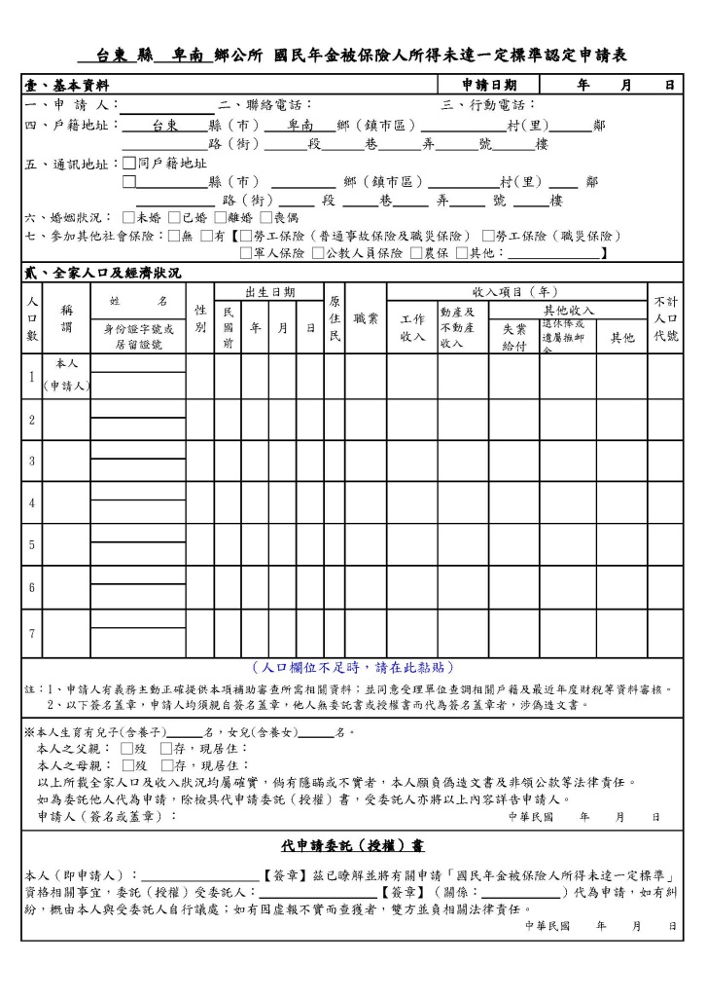 台東 縣 卑南 鄉公所 國民年金被保險人所得未達一定標準認定申請表
壹、基本資料 申請日期 年 月 日
一、申 請 人：__________ 二、聯絡電話： 三、行動電話：
四、戶籍地址： 台東 縣（市） 卑南 鄉（鎮市區）__________村(里)_____鄰
__________路（街）_____段_____巷_____弄_____號_____樓
五、通訊地址：□同戶籍地址
□__________縣（市）________ 鄉（鎮市區）________村(里)____ 鄰
__________ 路（街）____ 段 _____巷____ 弄____ 號 ____樓
六、婚姻狀況： □未婚 □已婚 □離婚 □喪偶
七、參加其他社會保險：□無 □有【□勞工保險（普通事故保險及職災保險） □勞工保險（職災保險）
□軍人保險 □公教人員保險 □農保 □其他：__________】
貳、全家人口及經濟狀況
人口數 稱謂 姓 名 性別 出生日期 原住民 職業 收入項目（年） 不計人口代號
身份證字號或居留證號 民國前 年 月 日 工作收入 動產及不動產收入 其他收入
失業給付 退休俸或遺屬撫卹金 其他
1 本人(申請人)
2
3
4
5
6
7
（人口欄位不足時，請在此黏貼）
註：1、申請人有義務主動正確提供本項補助審查所需相關資料；並同意受理單位查調相關戶籍及最近年度財稅等資料審核。
2、以下簽名蓋章，申請人均須親自簽名蓋章，他人無委託書或授權書而代為簽名蓋章者，涉偽造文書。
※本人生育有兒子(含養子)_____名，女兒(含養女)_____名。
本人之父親： □歿 □存，現居住：
本人之母親： □歿 □存，現居住：
以上所載全家人口及收入狀況均屬確實，倘有隱瞞或不實者，本人願負偽造文書及非領公款等法律責任。
如為委託他人代為申請，除檢具代申請委託（授權）書，受委託人亦將以上內容詳告申請人。
申請人（簽名或蓋章）： 中華民國 年 月 日
代申請委託（授權）書
本人（即申請人）：______________【簽章】茲已瞭解並將有關申請「國民年金被保險人所得未達一定標準」
資格相關事宜，委託（授權）受委託人：______________【簽章】（關係：__________）代為申請，如有糾
紛，概由本人與受委託人自行議處；如有因虛報不實而查獲者，雙方並負相關法律責任。
中華民國 年 月 日